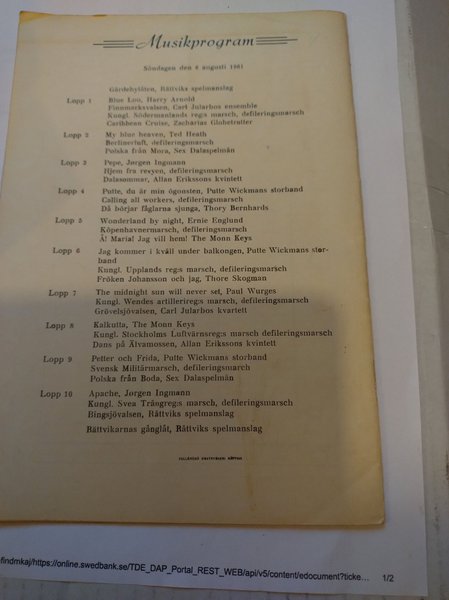 Musikprogram
Söndagen den 6 augusti 1961
Gärdebylåten, Rättviks spelmanslag
Lopp 1 Blue Loo, Harry Arnold
Finnmarksvalsen, Carl Jularbos ensemble
Kungl. Södermanlands reg:s marsch, defileringsmarsch
Caribbean Cruise, Zacharias Globetrotter
Lopp 2 My blue heaven, Ted Heath
Berlinerluft, defileringsmarsch
Polska från Mora, Sex Dalaspelmän
Lopp 3 Pepe, Jørgen Ingmann
Hjem fra revyen, defileringsmarsch
Dalasommar, Allan Erikssons kvintett
Lopp 4 Putte, du är min ögonsten, Putte Wickmans storband
Calling all workers, defileringsmarsch
Då börjar fåglarna sjunga, Thory Bernhards
Lopp 5 Wonderland by night, Ernie Englund
Köpenhavnermarsch, defileringsmarsch
Å! Maria! Jag vill hem! The Monn Keys
Lopp 6 Jag kommer i kväll under balkongen, Putte Wickmans stor-
band
Kungl. Upplands reg:s marsch, defileringsmarsch
Fröken Johansson och jag, Thore Skogman
Lopp 7 The midnight sun will never set, Paul Wurges
Kungl. Wendes artillerireg:s marsch, defileringsmarsch
Grövelsjövalsen, Carl Jularbos kvartett
Lopp 8 Kalkutta, The Monn Keys
Kungl. Stockholms Luftvärnsreg:s marsch, defileringsmarsch
Dans på Älvamossen, Allan Erikssons kvintett
Lopp 9 Petter och Frida, Putte Wickmans storband
Svensk Militärmarsch, defileringsmarsch
Polska från Boda, Sex Dalaspelmän
Lopp 10 Apache, Jørgen Ingmann
Kungl. Svea Trängreg:s marsch, defileringsmarsch
Bingsjövalsen, Rättviks spelmanslag
Rättvikarnas gånglåt, Rättviks spelmanslag
findmkaj/https://online.swedbank.se/TDE_DAP_Portal_REST_WEB/api/v5/content/edocument?ticke... 1/2